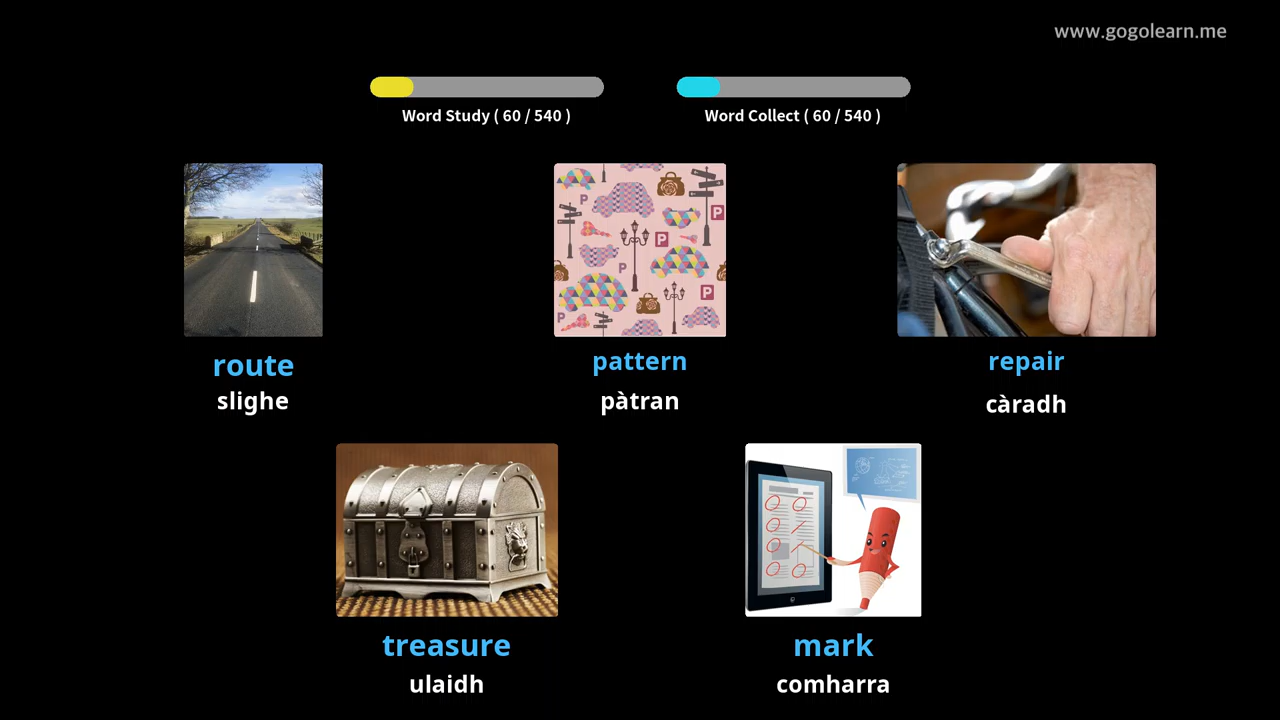 www.gogolearn.me
Word Study ( 60 / 540 )
Word Collect ( 60 / 540 )
P
P
P
P
P
P
route
pattern
repair
slighe
pàtran
càradh
treasure
mark
ulaidh
comharra